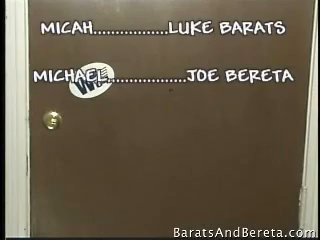 MICAH.................LUKE BARATS
MICHAEL..................JOE BERETA
BaratsAndBereta.com